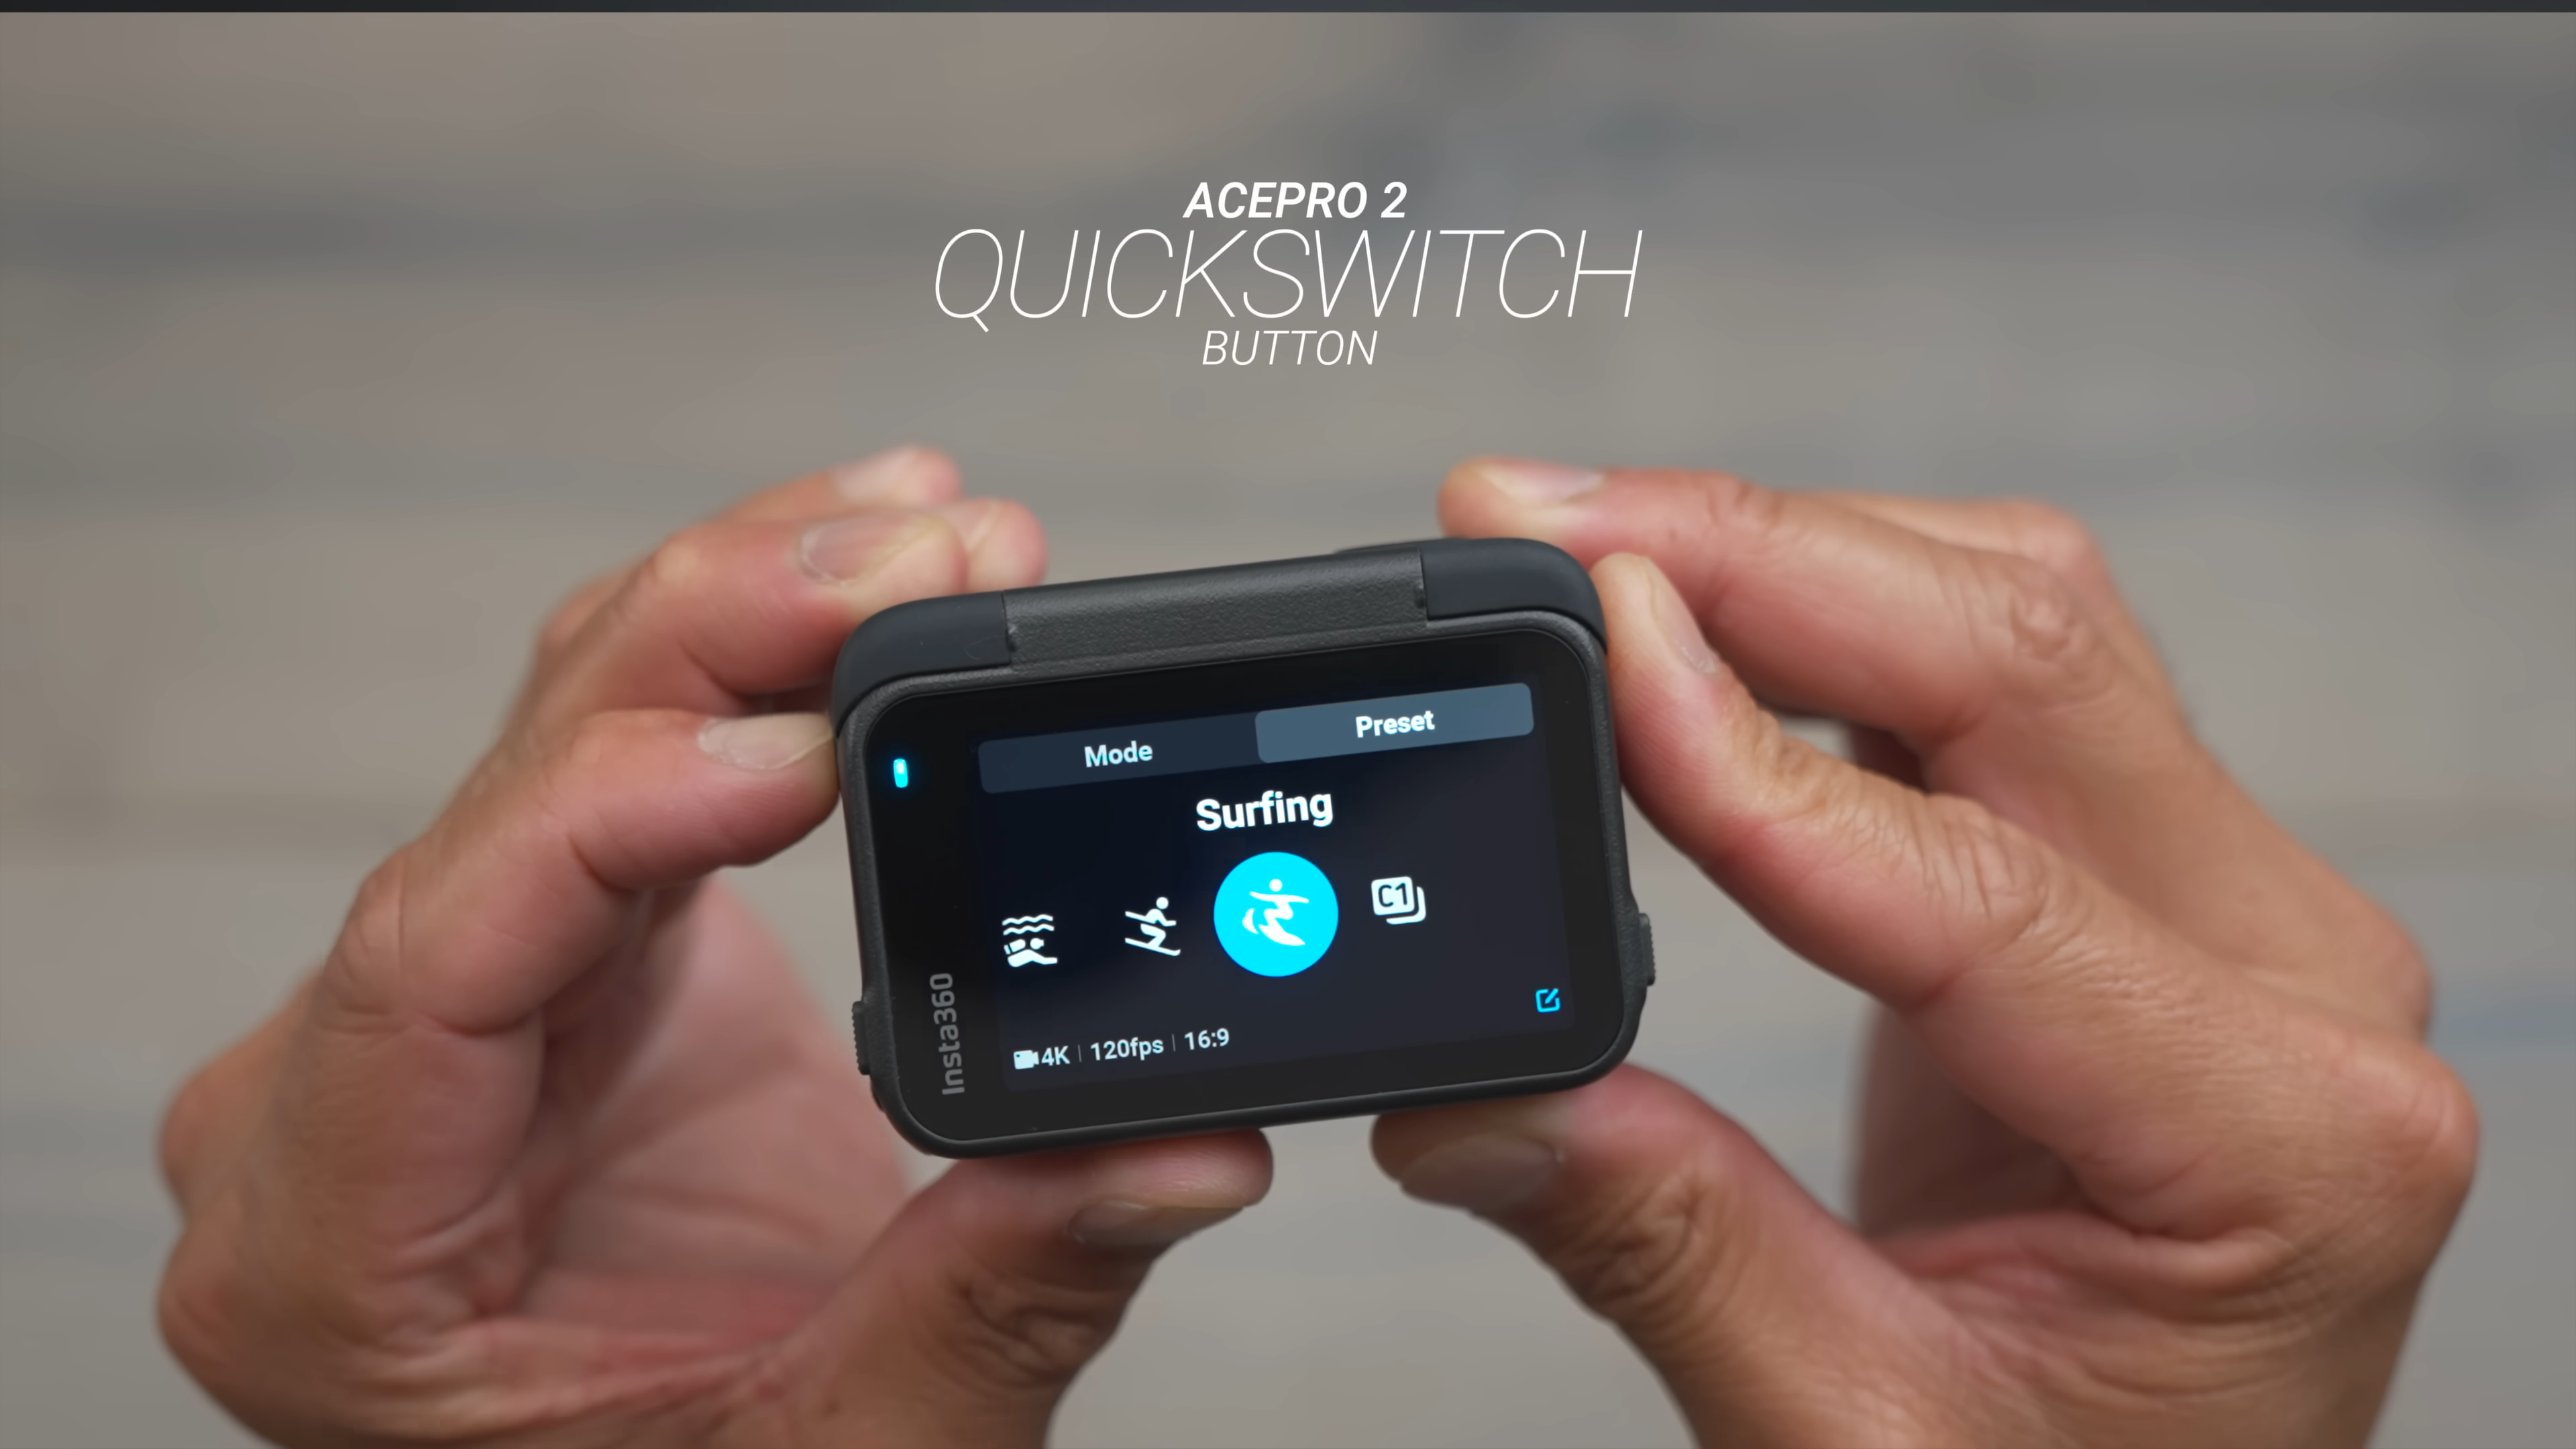 ACEPRO 2
QUICKSWITCH
BUTTON
Mode
Preset
Surfing
C1
4K | 120fps | 16:9
Insta360